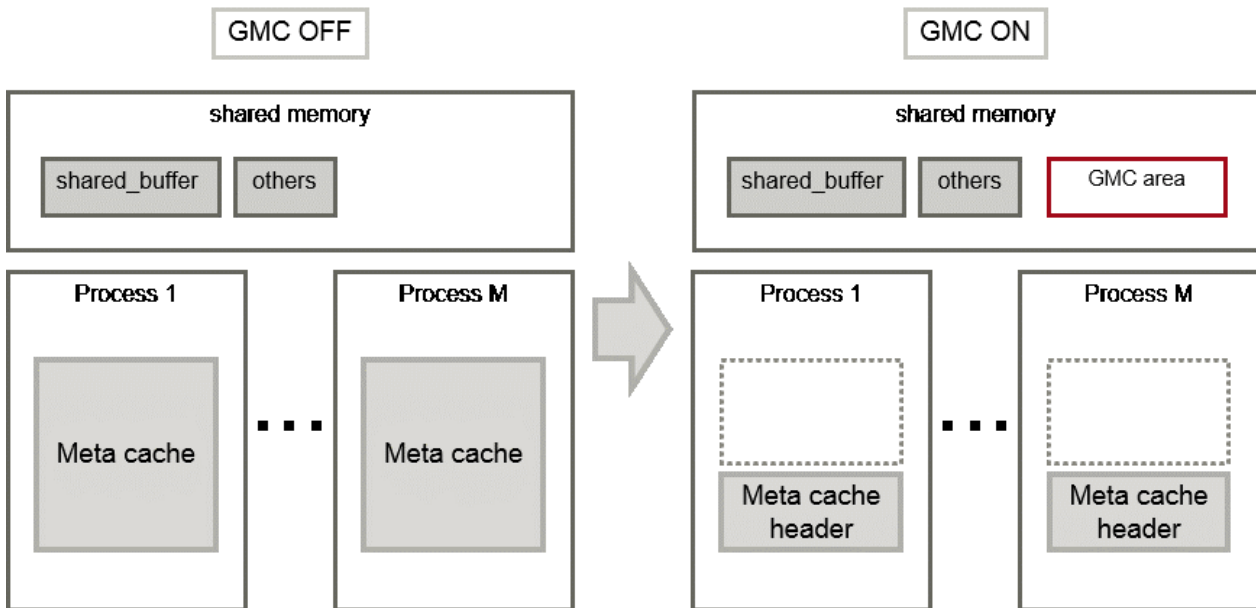 GMC OFF
GMC ON
shared memory
shared_buffer
others
shared memory
shared_buffer
others
GMC area
Process 1
Meta cache
Process M
Meta cache
Process 1
Meta cache
header
Process M
Meta cache
header